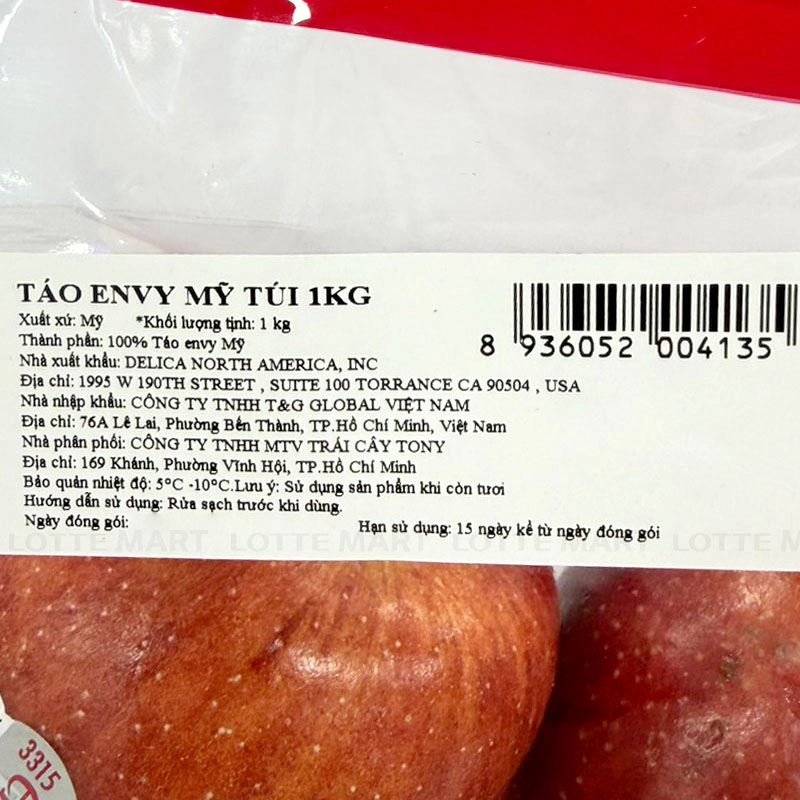 TÁO ENVY MỸ TÚI 1KG
Xuất xứ: Mỹ *Khối lượng tịnh: 1 kg
Thành phần: 100% Táo envy Mỹ
Nhà xuất khẩu: DELICA NORTH AMERICA, INC
Địa chỉ: 1995 W 190TH STREET , SUITE 100 TORRANCE CA 90504 , USA
Nhà nhập khẩu: CÔNG TY TNHH T&G GLOBAL VIỆT NAM
Địa chỉ: 76A Lê Lai, Phường Bến Thành, TP.Hồ Chí Minh, Việt Nam
Nhà phân phối: CÔNG TY TNHH MTV TRÁI CÂY TONY
Địa chỉ: 169 Khánh, Phường Vĩnh Hội, TP.Hồ Chí Minh
Bảo quản nhiệt độ: 5°C -10°C.Lưu ý: Sử dụng sản phẩm khi còn tươi
Hướng dẫn sử dụng: Rửa sạch trước khi dùng.
Ngày đóng gói: Hạn sử dụng: 15 ngày kể từ ngày đóng gói
8 936052 004135
LOTTE MART LOTTE MART LOTTE MART LOTTE M
3315